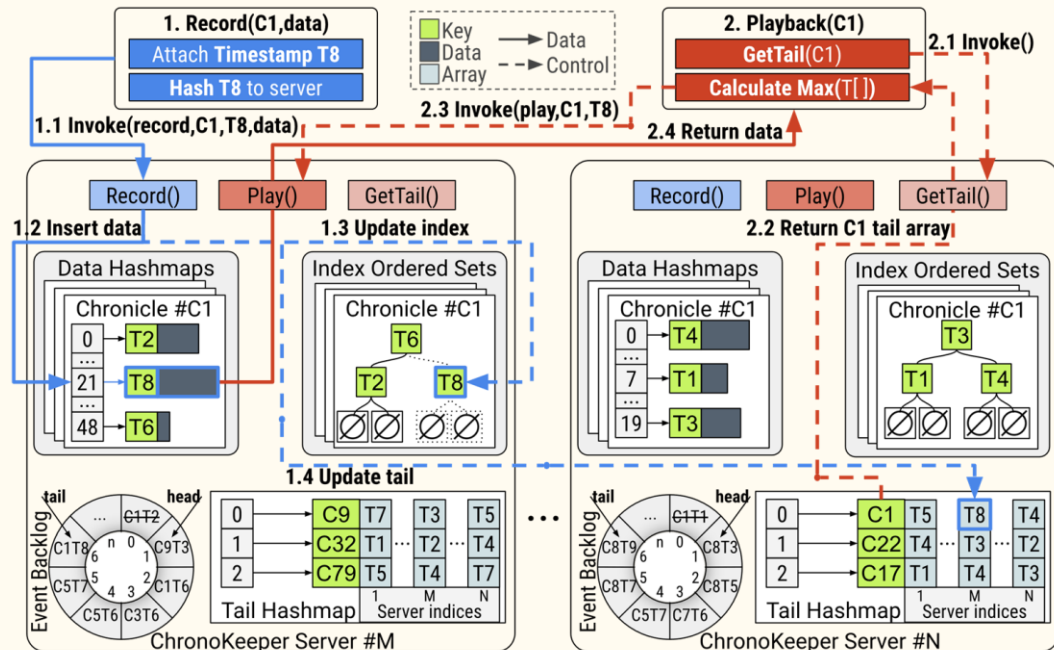 1. Record(C1,data)
Attach Timestamp T8
Hash T8 to server
Key
Data
Array
Data
Control
2. Playback(C1)
GetTail(C1)
Calculate Max(T[ ])
2.1 Invoke()
1.1 Invoke(record,C1,T8,data)
2.3 Invoke(play,C1,T8)
2.4 Return data
Record()
Play()
GetTail()
1.2 Insert data
1.3 Update index
Data Hashmaps
Chronicle #C1
0
T2
...
21
T8
...
48
T6
Index Ordered Sets
Chronicle #C1
T6
T2
T8
∅ ∅ ∅ ∅
1.4 Update tail
tail
head
Event Backlog
...
C1T2
C9T3
C1T6
C3T6
C5T6
C5T7
C1T8
n 0 1 2 3 4 5 6
0 C9 T7 T3 T5
1 C32 T1 ... T2 ... T4
2 C79 T5 T4 T7
Tail Hashmap
1 M N
Server indices
ChronoKeeper Server #M
...
Record()
Play()
GetTail()
2.2 Return C1 tail array
Data Hashmaps
Chronicle #C1
0
T4
...
7
T1
...
19
T3
Index Ordered Sets
Chronicle #C1
T3
T1
T4
∅ ∅ ∅ ∅
tail
head
Event Backlog
...
C1T1
C8T3
C8T5
C7T6
C5T7
C8T7
C8T9
n 0 1 2 3 4 5 6
0 C1 T5 T8 T4
1 C22 T4 ... T3 ... T2
2 C17 T1 T4 T3
Tail Hashmap
1 M N
Server indices
ChronoKeeper Server #N